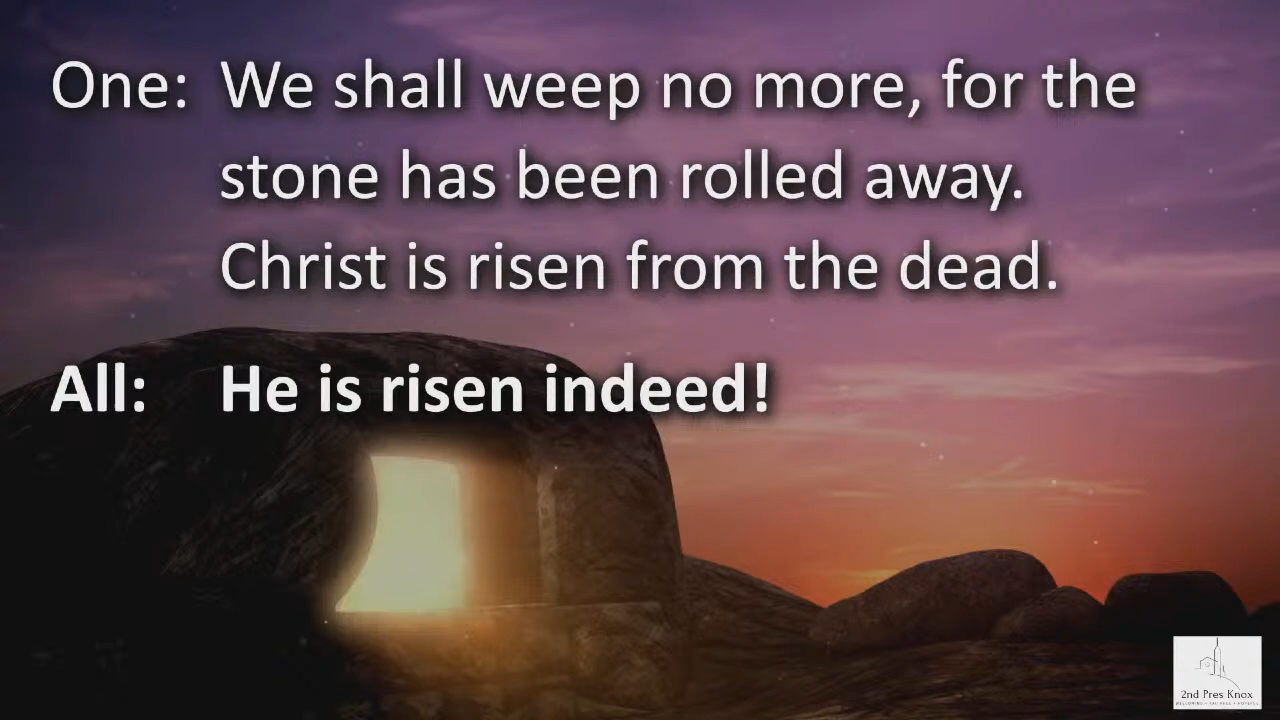 One: We shall weep no more, for the
stone has been rolled away.
Christ is risen from the dead.
All: He is risen indeed!
2nd Pres Knox